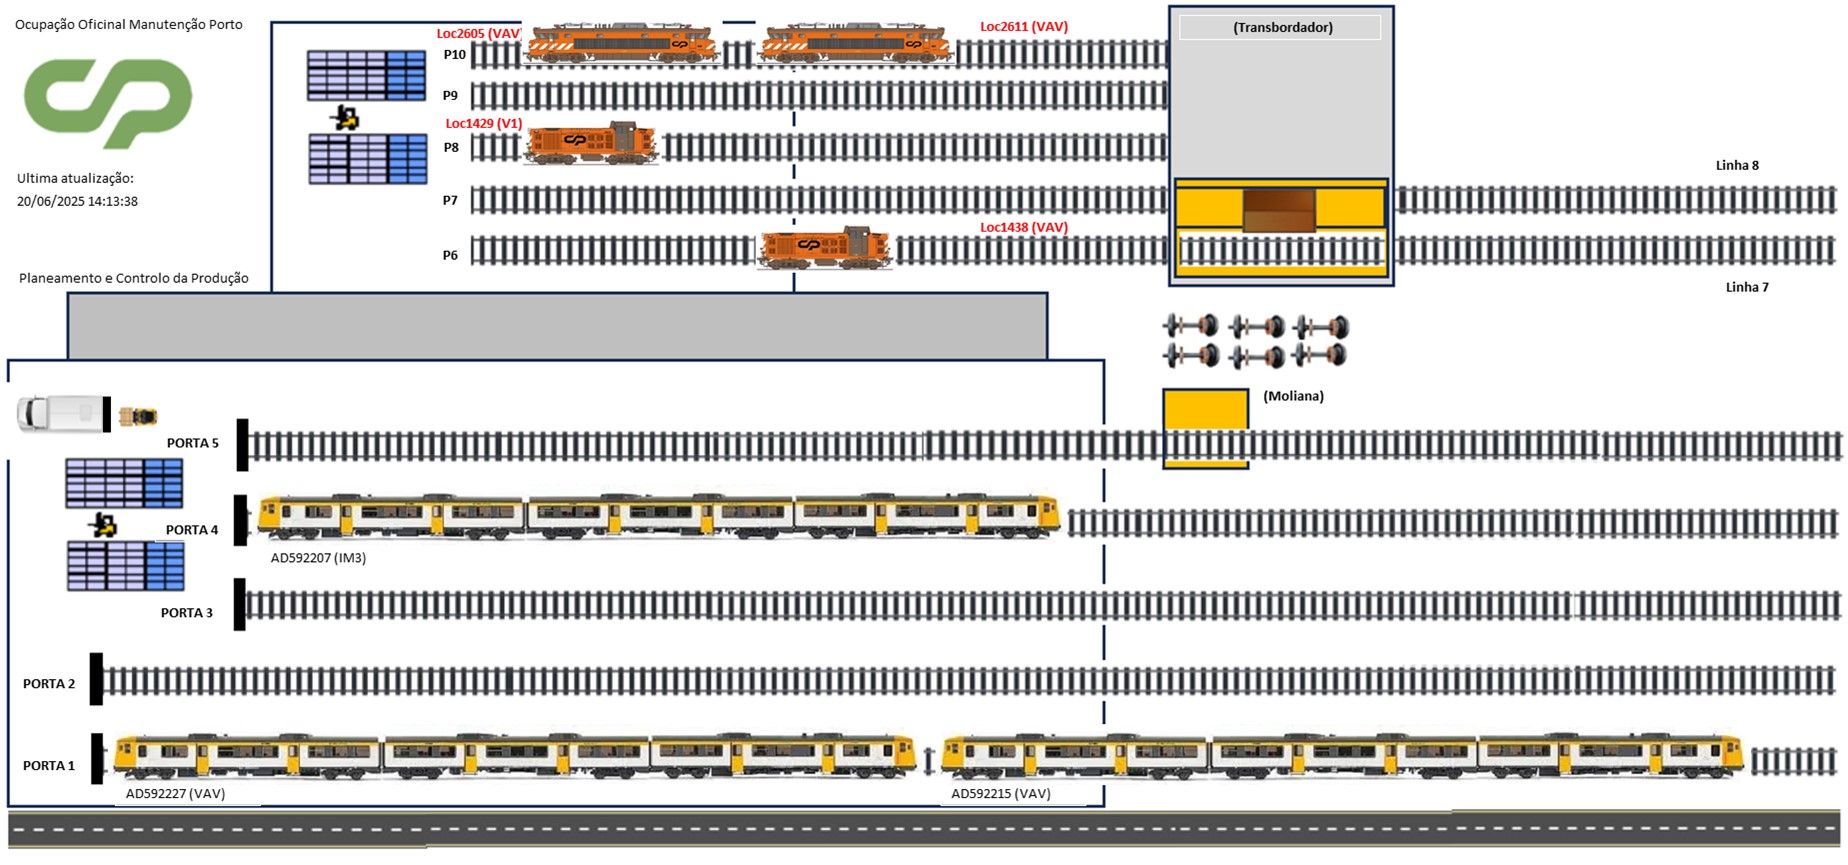 Ocupação Oficinal Manutenção Porto
Loc2605 (VAV)
Loc2611 (VAV)
(Transbordador)
P10
P9
Loc1429 (V1)
P8
Linha 8
Ultima atualização:
20/06/2025 14:13:38
P7
Loc1438 (VAV)
P6
Planeamento e Controlo da Produção
Linha 7
(Moliana)
PORTA 5
PORTA 4
AD592207 (IM3)
PORTA 3
PORTA 2
PORTA 1
AD592227 (VAV)
AD592215 (VAV)